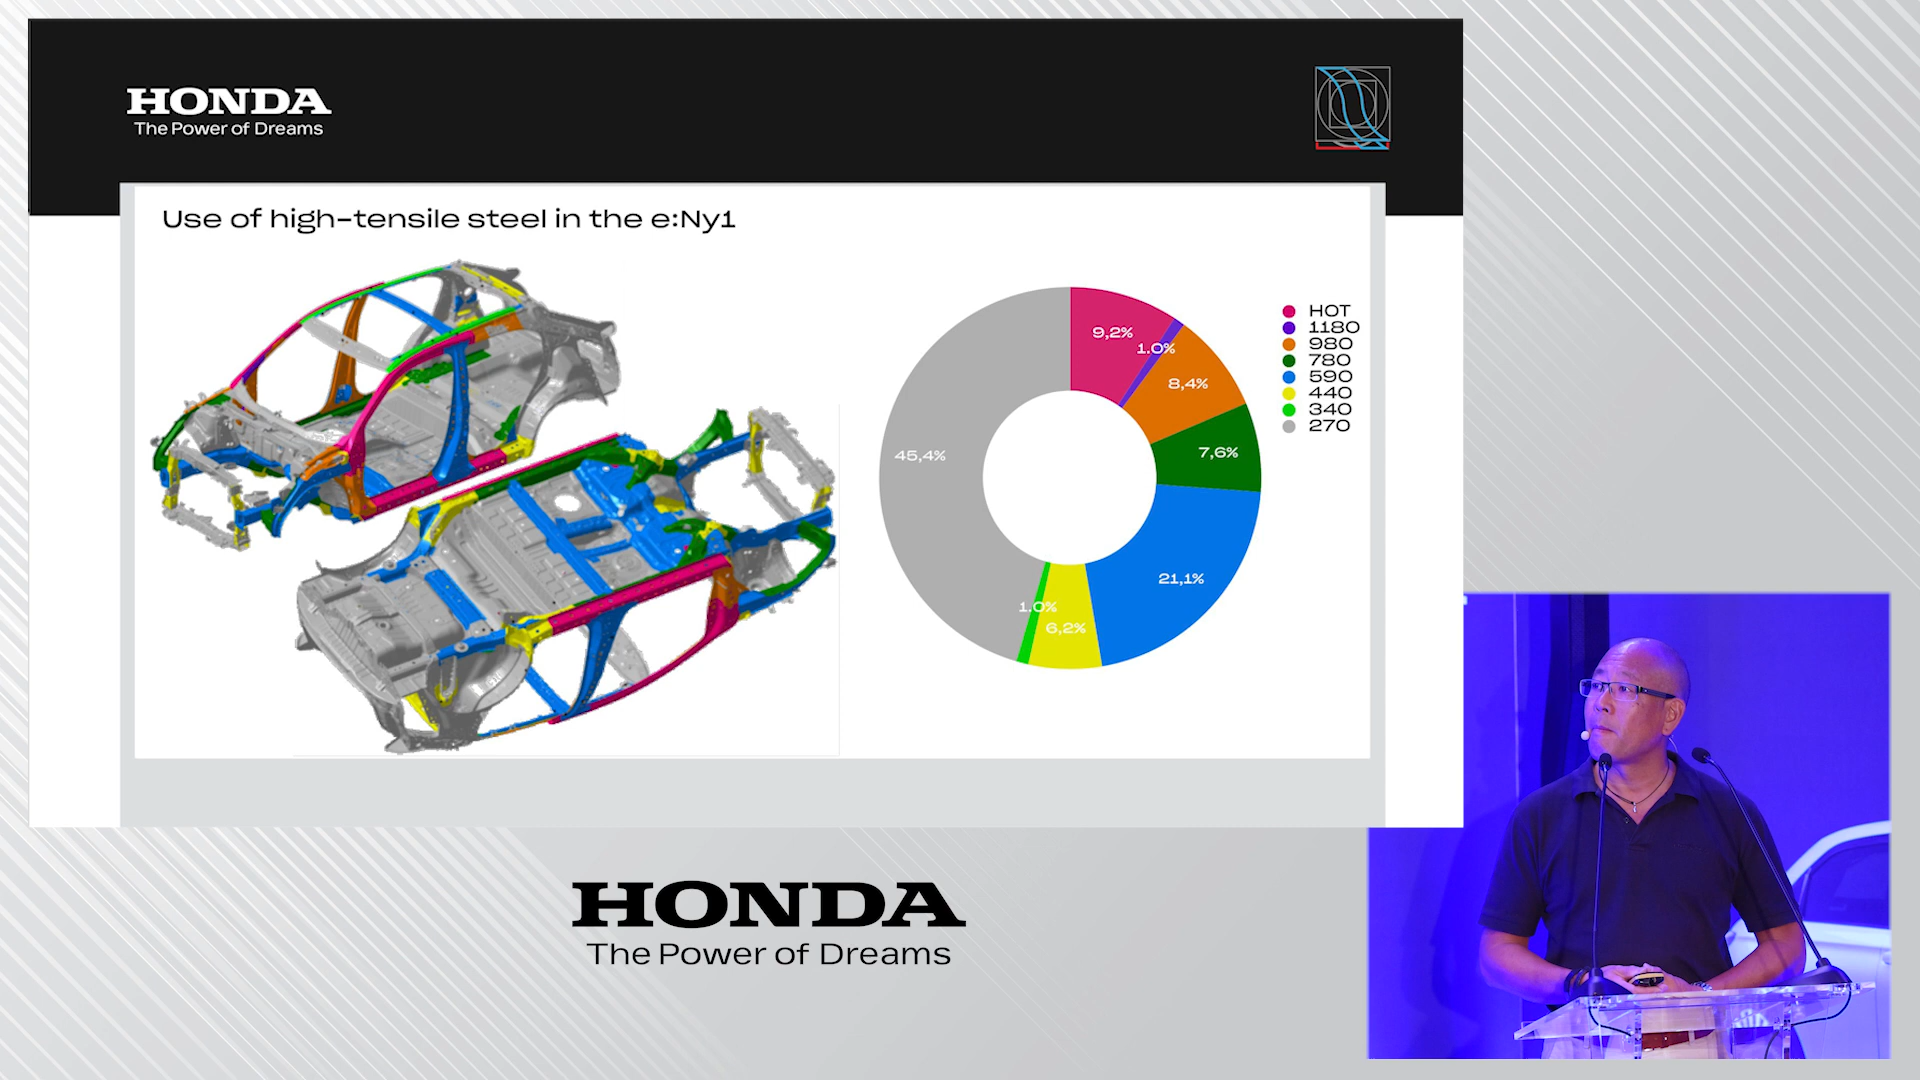 HONDA
The Power of Dreams
Use of high-tensile steel in the e:Ny1
9,2%
1.0%
8,4%
7,6%
21,1%
6,2%
1.0%
45,4%
HOT
1180
980
780
590
440
340
270
HONDA
The Power of Dreams